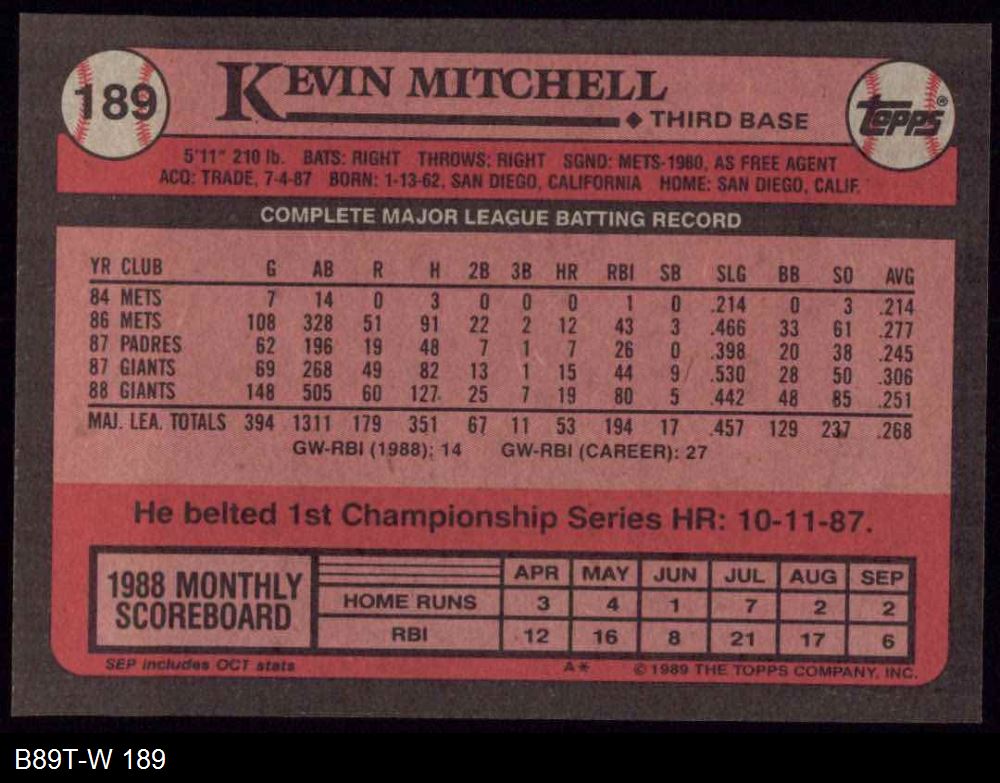 189
KEVIN MITCHELL
THIRD BASE
Topps®
5'11" 210 lb. BATS: RIGHT THROWS: RIGHT SGND: METS-1980, AS FREE AGENT
ACQ: TRADE, 7-4-87 BORN: 1-13-62, SAN DIEGO, CALIFORNIA HOME: SAN DIEGO, CALIF.
COMPLETE MAJOR LEAGUE BATTING RECORD
YR CLUB G AB R H 2B 3B HR RBI SB SLG BB SO AVG
84 METS 7 14 0 3 0 0 0 1 0 .214 0 3 .214
86 METS 108 328 51 91 22 2 12 43 3 .466 33 61 .277
87 PADRES 62 196 19 48 7 1 7 26 0 .398 20 38 .245
87 GIANTS 69 268 49 82 13 1 15 44 9 .530 28 50 .306
88 GIANTS 148 505 60 127 25 7 19 80 5 .442 48 85 .251
MAJ. LEA. TOTALS 394 1311 179 351 67 11 53 194 17 .457 129 237 .268
GW-RBI (1988): 14 GW-RBI (CAREER): 27
He belted 1st Championship Series HR: 10-11-87.
1988 MONTHLY
SCOREBOARD
APR MAY JUN JUL AUG SEP
HOME RUNS 3 4 1 7 2 2
RBI 12 16 8 21 17 6
SEP includes OCT stats
A* © 1989 THE TOPPS COMPANY, INC.
B89T-W 189